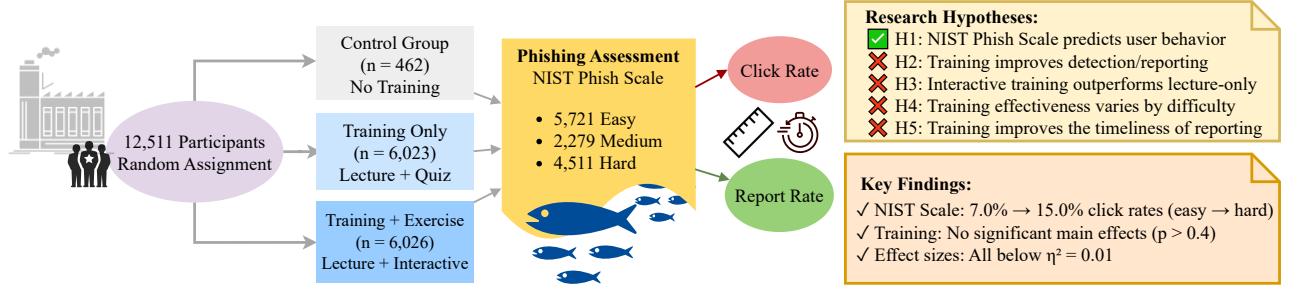 12,511 Participants
Random Assignment
Control Group
(n = 462)
No Training
Training Only
(n = 6,023)
Lecture + Quiz
Training + Exercise
(n = 6,026)
Lecture + Interactive
Phishing Assessment
NIST Phish Scale
• 5,721 Easy
• 2,279 Medium
• 4,511 Hard
Click Rate
Report Rate
Research Hypotheses:
✅ H1: NIST Phish Scale predicts user behavior
❌ H2: Training improves detection/reporting
❌ H3: Interactive training outperforms lecture-only
❌ H4: Training effectiveness varies by difficulty
❌ H5: Training improves the timeliness of reporting
Key Findings:
✓ NIST Scale: 7.0% → 15.0% click rates (easy → hard)
✓ Training: No significant main effects (p > 0.4)
✓ Effect sizes: All below η² = 0.01